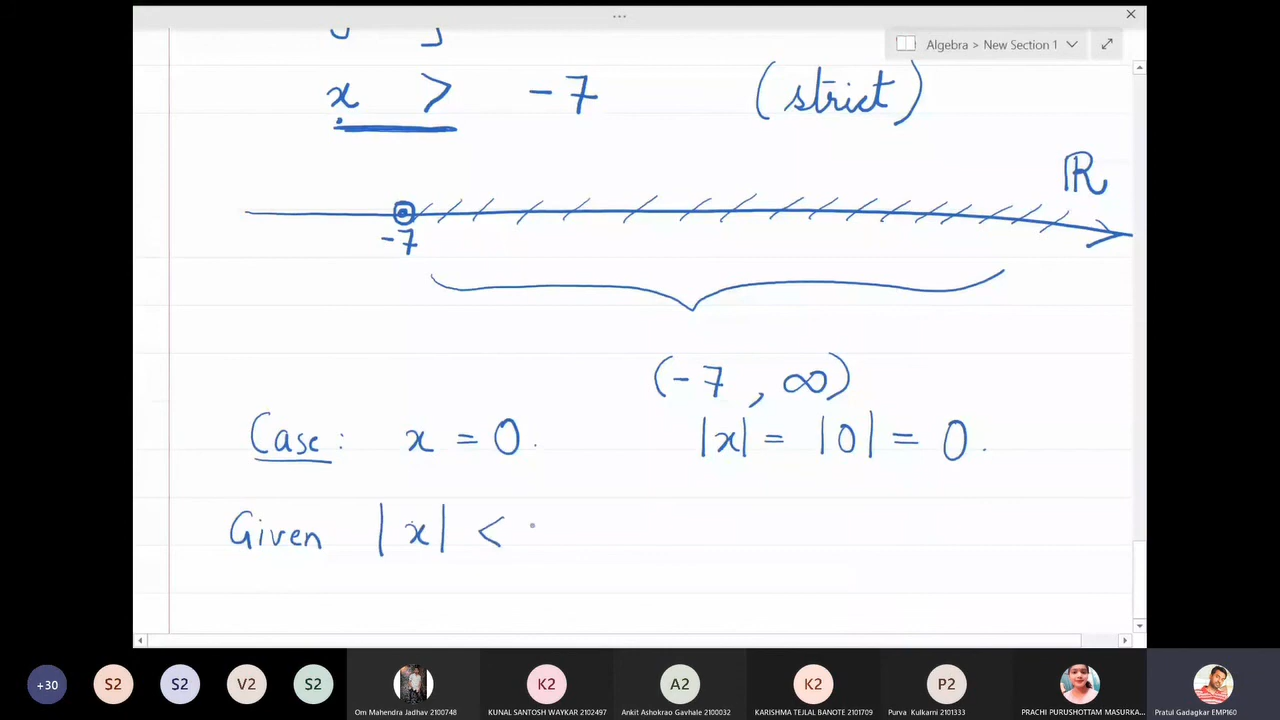 Algebra > New Section 1
x > -7 (strict)
ℝ
-7
(-7, ∞)
Case: x = 0. |x| = |0| = 0.
Given |x| <
+30 S2 S2 V2 S2 K2 A2 K2 P2
Om Mahendra Jadhav 2100748 KUNAL SANTOSH WAYKAR 2102497 Ankit Ashokrao Gavhale 2100032 KARISHMA TEJLAL BANOTE 2101709 Purva Kulkarni 2101333 PRACHI PURUSHOTTAM MASURKA... Pratul Gadagkar EMP160